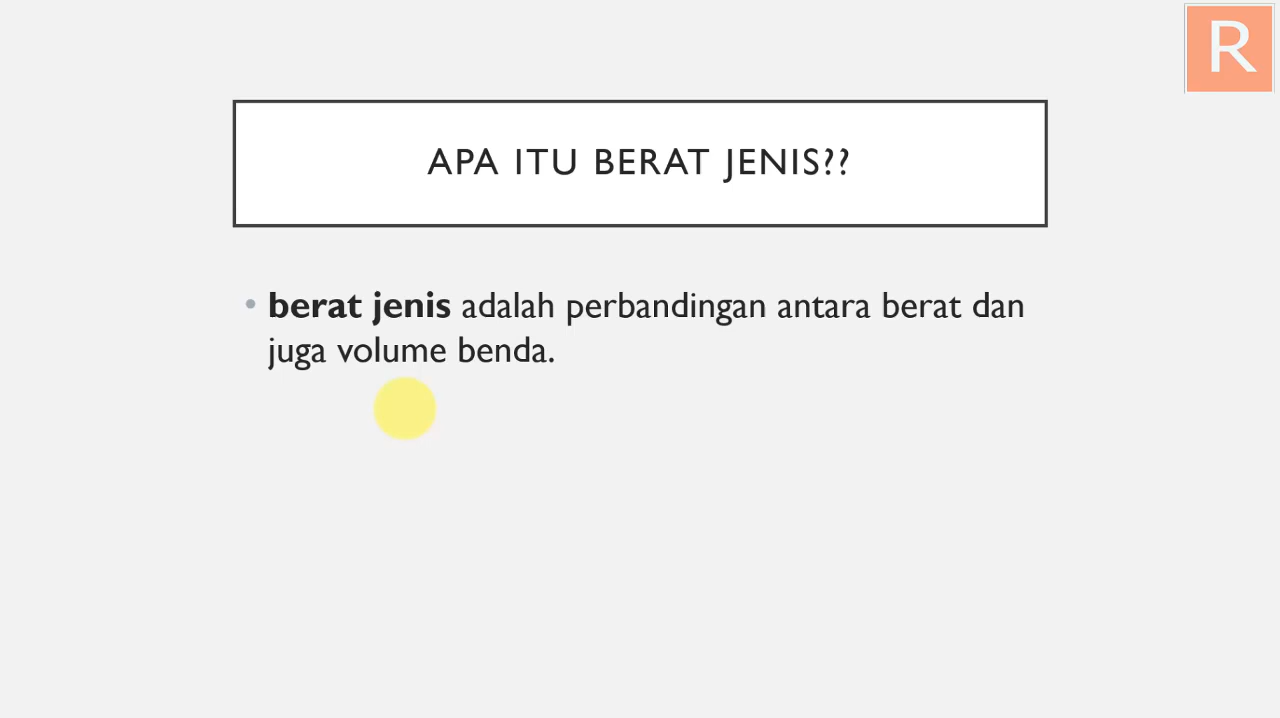 R
APA ITU BERAT JENIS??
• berat jenis adalah perbandingan antara berat dan
juga volume benda.